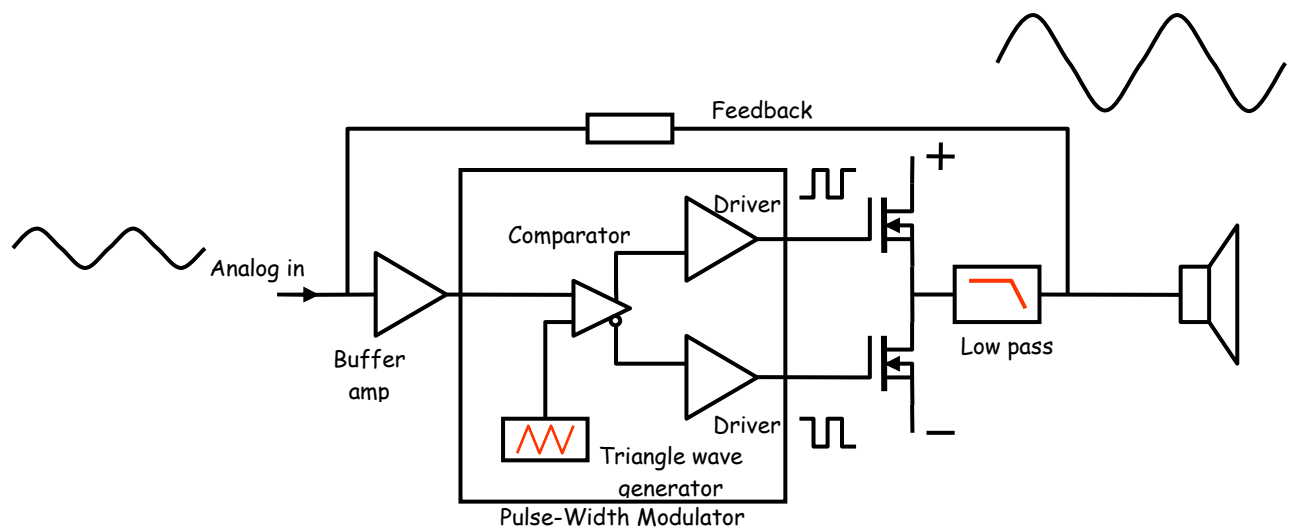 Feedback
Driver
Comparator
Analog in
Buffer
amp
Low pass
Driver
Triangle wave
generator
Pulse-Width Modulator